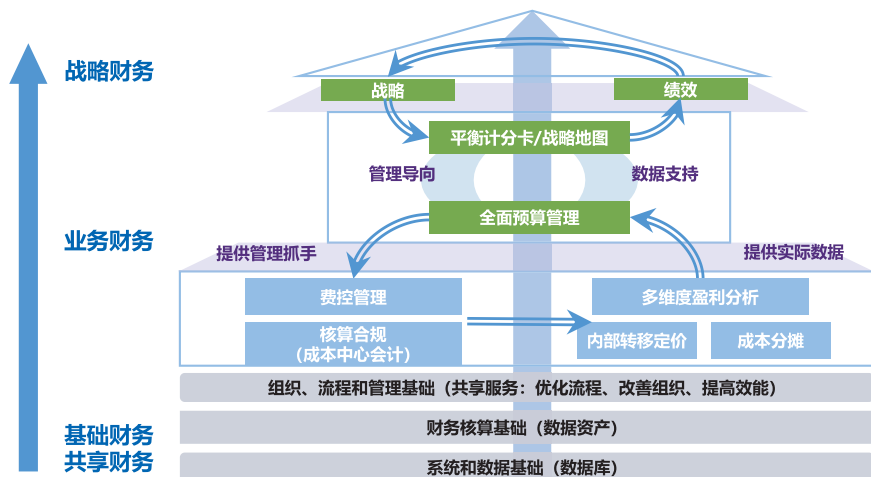 战略财务
战略
绩效
平衡计分卡/战略地图
管理导向
数据支持
业务财务
全面预算管理
提供管理抓手
提供实际数据
费控管理
多维度盈利分析
核算合规
（成本中心会计）
内部转移定价
成本分摊
组织、流程和管理基础（共享服务：优化流程、改善组织、提高效能）
基础财务
共享财务
财务核算基础（数据资产）
系统和数据基础（数据库）